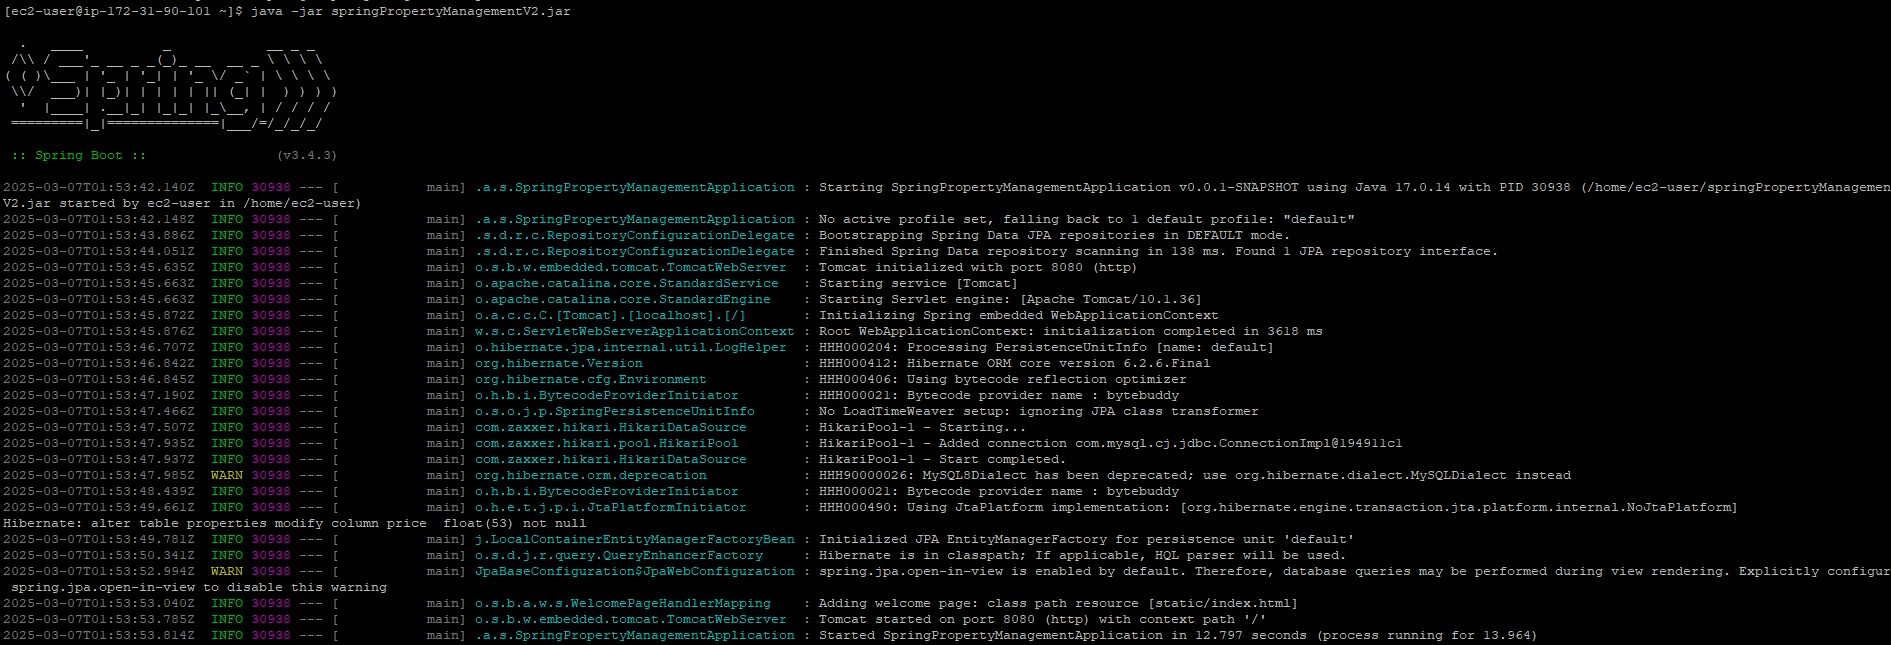 [ec2-user@ip-172-31-90-101 ~]$ java -jar springPropertyManagementV2.jar
  .   ____          _            __ _ _
 /\\ / ___'_ __ _ _(_)_ __  __ _ \ \ \ \
( ( )\___ | '_ | '_| | '_ \/ _` | \ \ \ \
 \\/  ___)| |_)| | | | | || (_| |  ) ) ) )
  '  |____| .__|_| |_|_| |_\__, | / / / /
 =========|_|==============|___/=/_/_/_/
 :: Spring Boot ::                (v3.4.3)
2025-03-07T01:53:42.140Z  INFO 30938 --- [           main] .a.s.SpringPropertyManagementApplication : Starting SpringPropertyManagementApplication v0.0.1-SNAPSHOT using Java 17.0.14 with PID 30938 (/home/ec2-user/springPropertyManagemen
V2.jar started by ec2-user in /home/ec2-user)
2025-03-07T01:53:42.148Z  INFO 30938 --- [           main] .a.s.SpringPropertyManagementApplication : No active profile set, falling back to 1 default profile: "default"
2025-03-07T01:53:43.886Z  INFO 30938 --- [           main] .s.d.r.c.RepositoryConfigurationDelegate : Bootstrapping Spring Data JPA repositories in DEFAULT mode.
2025-03-07T01:53:44.051Z  INFO 30938 --- [           main] .s.d.r.c.RepositoryConfigurationDelegate : Finished Spring Data repository scanning in 138 ms. Found 1 JPA repository interface.
2025-03-07T01:53:45.635Z  INFO 30938 --- [           main] o.s.b.w.embedded.tomcat.TomcatWebServer  : Tomcat initialized with port 8080 (http)
2025-03-07T01:53:45.663Z  INFO 30938 --- [           main] o.apache.catalina.core.StandardService   : Starting service [Tomcat]
2025-03-07T01:53:45.663Z  INFO 30938 --- [           main] o.apache.catalina.core.StandardEngine    : Starting Servlet engine: [Apache Tomcat/10.1.36]
2025-03-07T01:53:45.872Z  INFO 30938 --- [           main] o.a.c.c.C.[Tomcat].[localhost].[/]       : Initializing Spring embedded WebApplicationContext
2025-03-07T01:53:45.876Z  INFO 30938 --- [           main] w.s.c.ServletWebServerApplicationContext : Root WebApplicationContext: initialization completed in 3618 ms
2025-03-07T01:53:46.707Z  INFO 30938 --- [           main] o.hibernate.jpa.internal.util.LogHelper  : HHH000204: Processing PersistenceUnitInfo [name: default]
2025-03-07T01:53:46.842Z  INFO 30938 --- [           main] org.hibernate.Version                    : HHH000412: Hibernate ORM core version 6.2.6.Final
2025-03-07T01:53:46.845Z  INFO 30938 --- [           main] org.hibernate.cfg.Environment            : HHH000406: Using bytecode reflection optimizer
2025-03-07T01:53:47.190Z  INFO 30938 --- [           main] o.h.b.i.BytecodeProviderInitiator        : HHH000021: Bytecode provider name : bytebuddy
2025-03-07T01:53:47.466Z  INFO 30938 --- [           main] o.s.o.j.p.SpringPersistenceUnitInfo      : No LoadTimeWeaver setup: ignoring JPA class transformer
2025-03-07T01:53:47.507Z  INFO 30938 --- [           main] com.zaxxer.hikari.HikariDataSource       : HikariPool-1 - Starting...
2025-03-07T01:53:47.935Z  INFO 30938 --- [           main] com.zaxxer.hikari.pool.HikariPool        : HikariPool-1 - Added connection com.mysql.cj.jdbc.ConnectionImpl@194911c1
2025-03-07T01:53:47.937Z  INFO 30938 --- [           main] com.zaxxer.hikari.HikariDataSource       : HikariPool-1 - Start completed.
2025-03-07T01:53:47.985Z  WARN 30938 --- [           main] org.hibernate.orm.deprecation            : HHH90000026: MySQL8Dialect has been deprecated; use org.hibernate.dialect.MySQLDialect instead
2025-03-07T01:53:48.439Z  INFO 30938 --- [           main] o.h.b.i.BytecodeProviderInitiator        : HHH000021: Bytecode provider name : bytebuddy
2025-03-07T01:53:49.661Z  INFO 30938 --- [           main] o.h.e.t.j.p.i.JtaPlatformInitiator       : HHH000490: Using JtaPlatform implementation: [org.hibernate.engine.transaction.jta.platform.internal.NoJtaPlatform]
Hibernate: alter table properties modify column price  float(53) not null
2025-03-07T01:53:49.781Z  INFO 30938 --- [           main] j.LocalContainerEntityManagerFactoryBean : Initialized JPA EntityManagerFactory for persistence unit 'default'
2025-03-07T01:53:50.341Z  INFO 30938 --- [           main] o.s.d.j.r.query.QueryEnhancerFactory     : Hibernate is in classpath; If applicable, HQL parser will be used.
2025-03-07T01:53:52.994Z  WARN 30938 --- [           main] JpaBaseConfiguration$JpaWebConfiguration : spring.jpa.open-in-view is enabled by default. Therefore, database queries may be performed during view rendering. Explicitly configur
 spring.jpa.open-in-view to disable this warning
2025-03-07T01:53:53.040Z  INFO 30938 --- [           main] o.s.b.a.w.s.WelcomePageHandlerMapping    : Adding welcome page: class path resource [static/index.html]
2025-03-07T01:53:53.785Z  INFO 30938 --- [           main] o.s.b.w.embedded.tomcat.TomcatWebServer  : Tomcat started on port 8080 (http) with context path '/'
2025-03-07T01:53:53.814Z  INFO 30938 --- [           main] .a.s.SpringPropertyManagementApplication : Started SpringPropertyManagementApplication in 12.797 seconds (process running for 13.964)